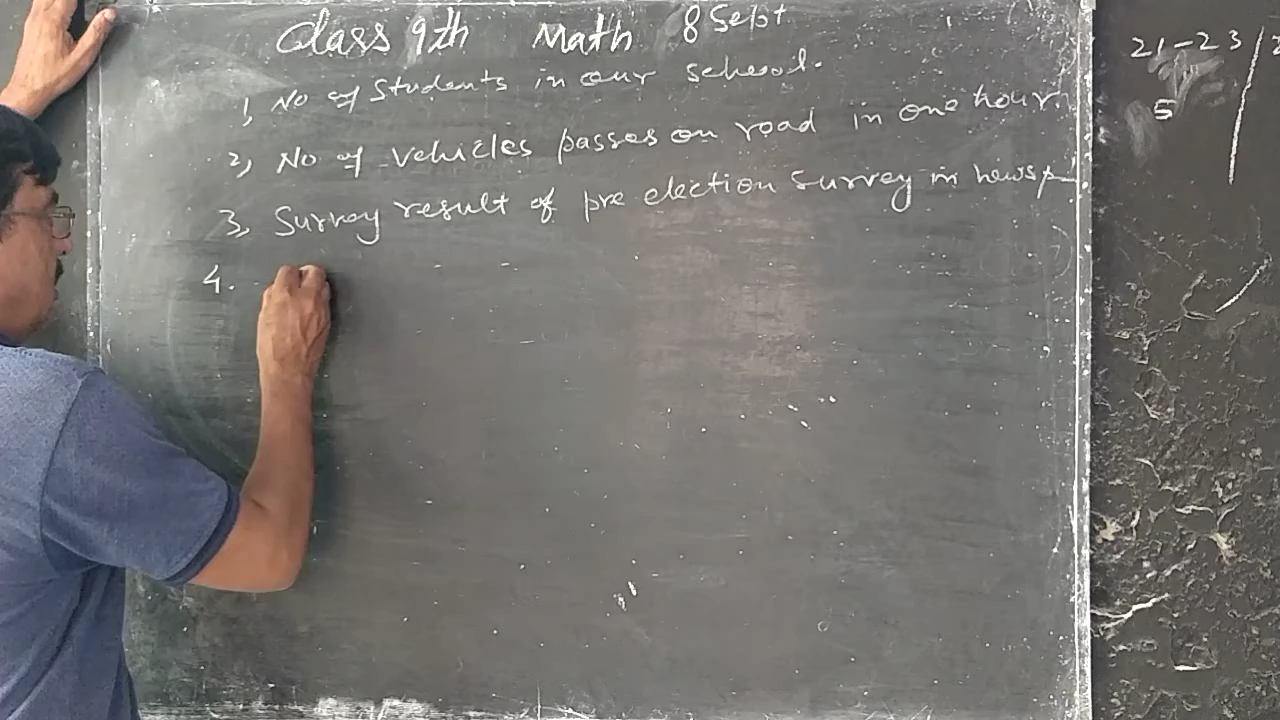 Class 9th Math 8 Sept
1, No of Students in our school.
2, No of vehicles passes on road in one hour.
3, Survey result of pre election survey in newsp
4.
21-23/
5